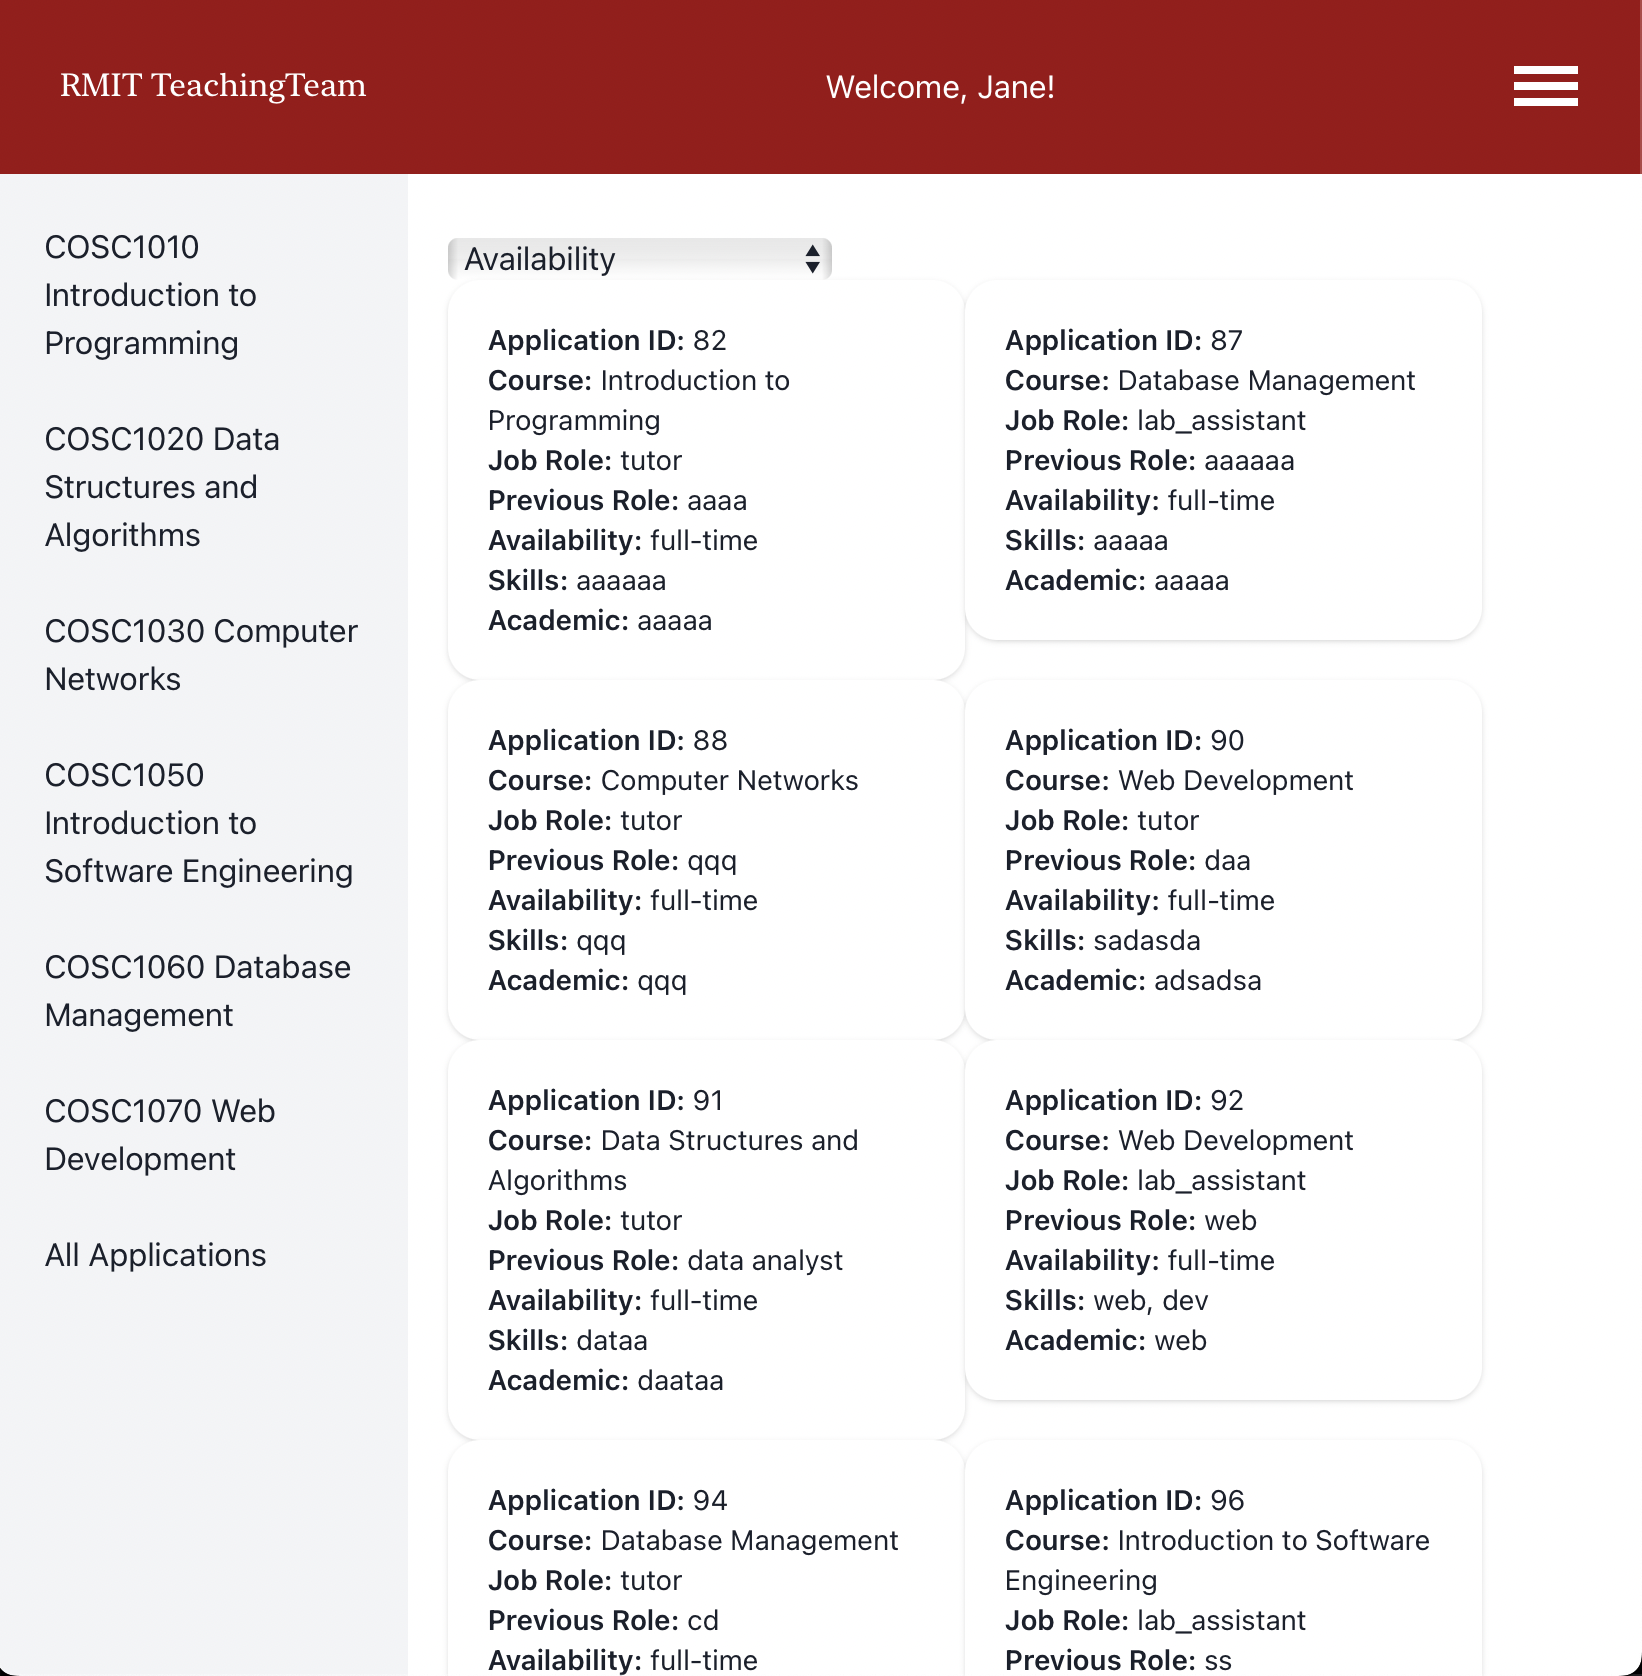 RMIT TeachingTeam
Welcome, Jane!
COSC1010
Introduction to
Programming
COSC1020 Data
Structures and
Algorithms
COSC1030 Computer
Networks
COSC1050
Introduction to
Software Engineering
COSC1060 Database
Management
COSC1070 Web
Development
All Applications
Availability
Application ID: 82
Course: Introduction to
Programming
Job Role: tutor
Previous Role: aaaa
Availability: full-time
Skills: aaaaaa
Academic: aaaaa
Application ID: 87
Course: Database Management
Job Role: lab_assistant
Previous Role: aaaaaa
Availability: full-time
Skills: aaaaa
Academic: aaaaa
Application ID: 88
Course: Computer Networks
Job Role: tutor
Previous Role: qqq
Availability: full-time
Skills: qqq
Academic: qqq
Application ID: 90
Course: Web Development
Job Role: tutor
Previous Role: daa
Availability: full-time
Skills: sadasda
Academic: adsadsa
Application ID: 91
Course: Data Structures and
Algorithms
Job Role: tutor
Previous Role: data analyst
Availability: full-time
Skills: dataa
Academic: daataa
Application ID: 92
Course: Web Development
Job Role: lab_assistant
Previous Role: web
Availability: full-time
Skills: web, dev
Academic: web
Application ID: 94
Course: Database Management
Job Role: tutor
Previous Role: cd
Availability: full-time
Application ID: 96
Course: Introduction to Software
Engineering
Job Role: lab_assistant
Previous Role: ss